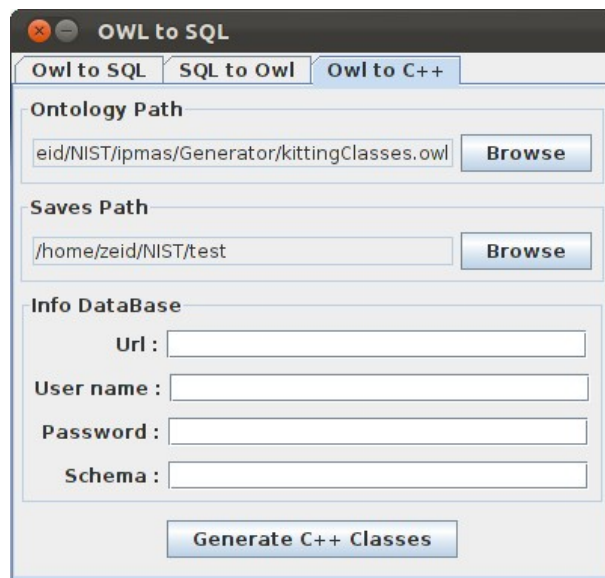 OWL to SQL
Owl to SQL SQL to Owl Owl to C++
Ontology Path
eid/NIST/ipmas/Generator/kittingClasses.owl Browse
Saves Path
/home/zeid/NIST/test Browse
Info DataBase
Url :
User name :
Password :
Schema :
Generate C++ Classes